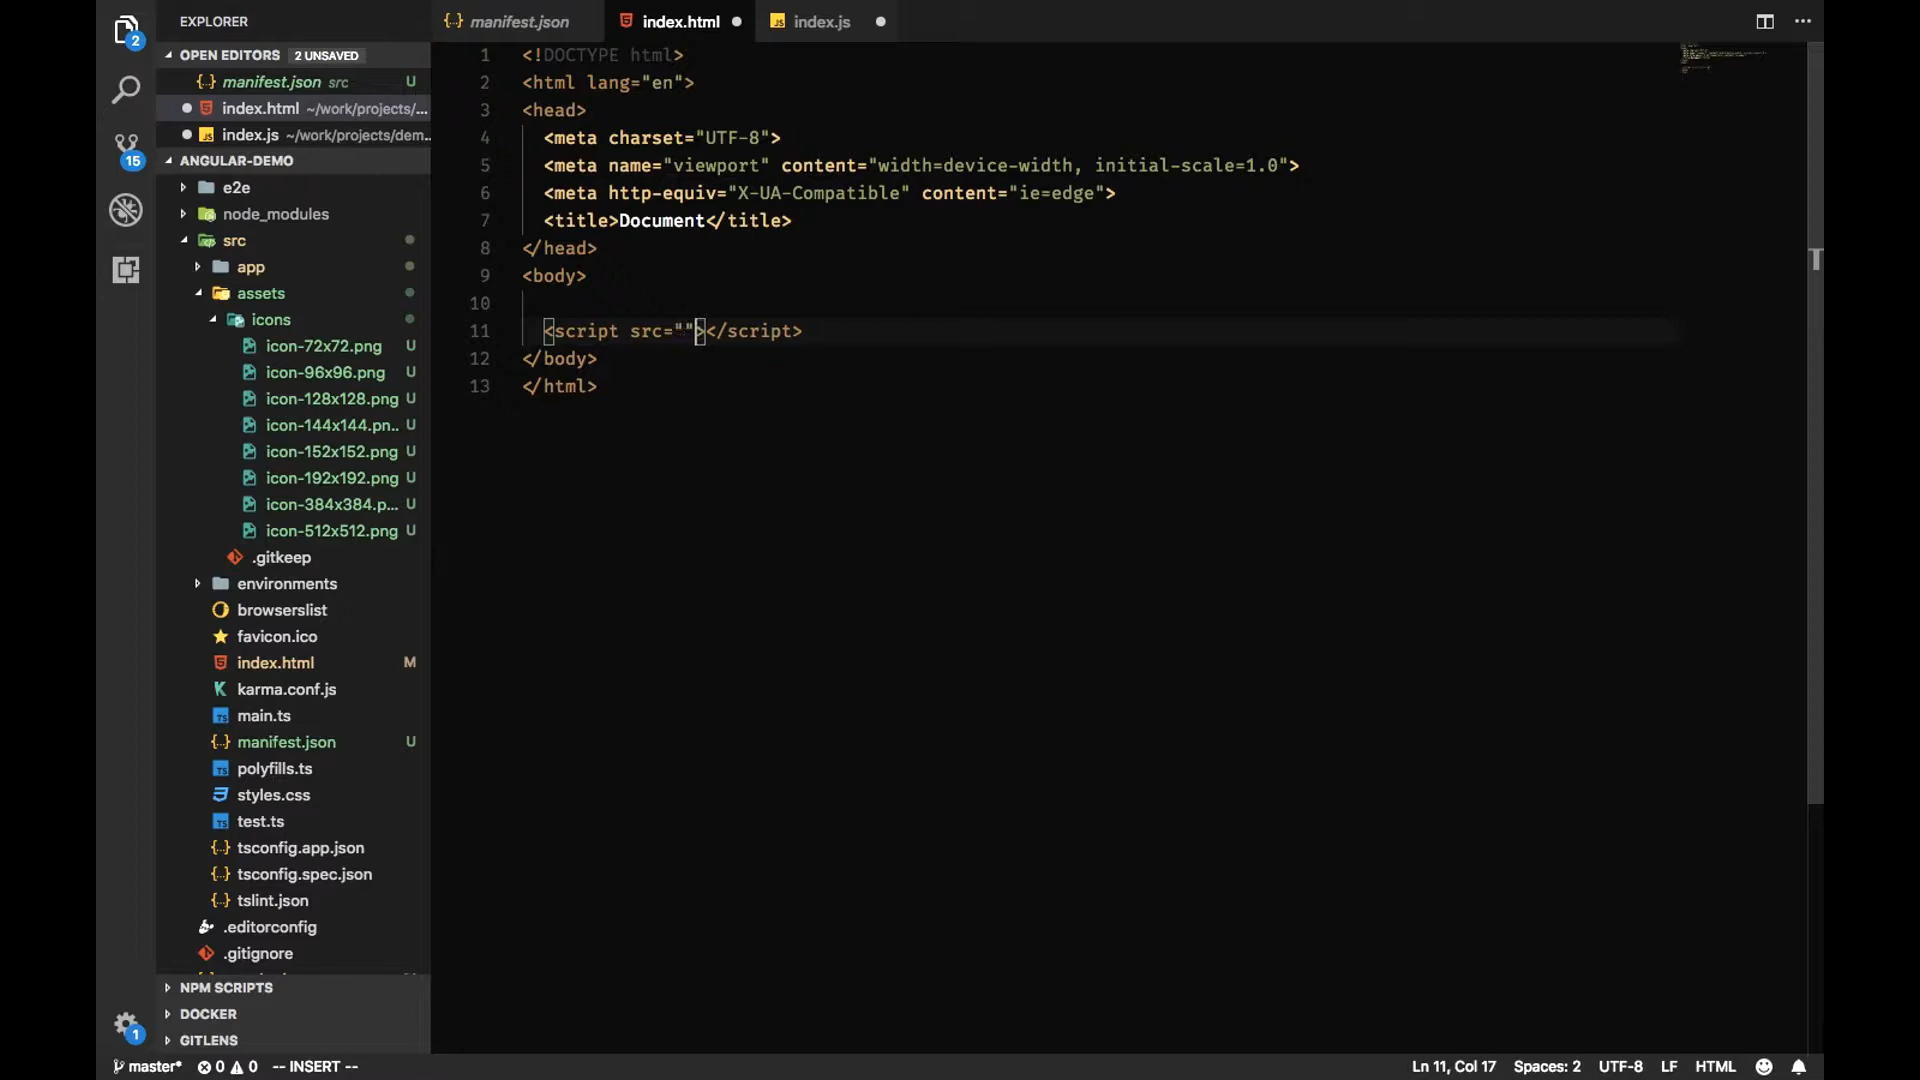 EXPLORER
OPEN EDITORS 2 UNSAVED
manifest.json src U
index.html ~/work/projects/...
index.js ~/work/projects/dem...
ANGULAR-DEMO
e2e
node_modules
src
app
assets
icons
icon-72x72.png U
icon-96x96.png U
icon-128x128.png U
icon-144x144.pn... U
icon-152x152.png U
icon-192x192.png U
icon-384x384.p... U
icon-512x512.png U
.gitkeep
environments
browserslist
favicon.ico
index.html M
karma.conf.js
main.ts
manifest.json U
polyfills.ts
styles.css
test.ts
tsconfig.app.json
tsconfig.spec.json
tslint.json
.editorconfig
.gitignore
NPM SCRIPTS
DOCKER
GITLENS
2
15
1
manifest.json index.html index.js
1 <!DOCTYPE html>
2 <html lang="en">
3 <head>
4 <meta charset="UTF-8">
5 <meta name="viewport" content="width=device-width, initial-scale=1.0">
6 <meta http-equiv="X-UA-Compatible" content="ie=edge">
7 <title>Document</title>
8 </head>
9 <body>
10
11 <script src=""></script>
12 </body>
13 </html>
master* 0 0 -- INSERT -- Ln 11, Col 17 Spaces: 2 UTF-8 LF HTML